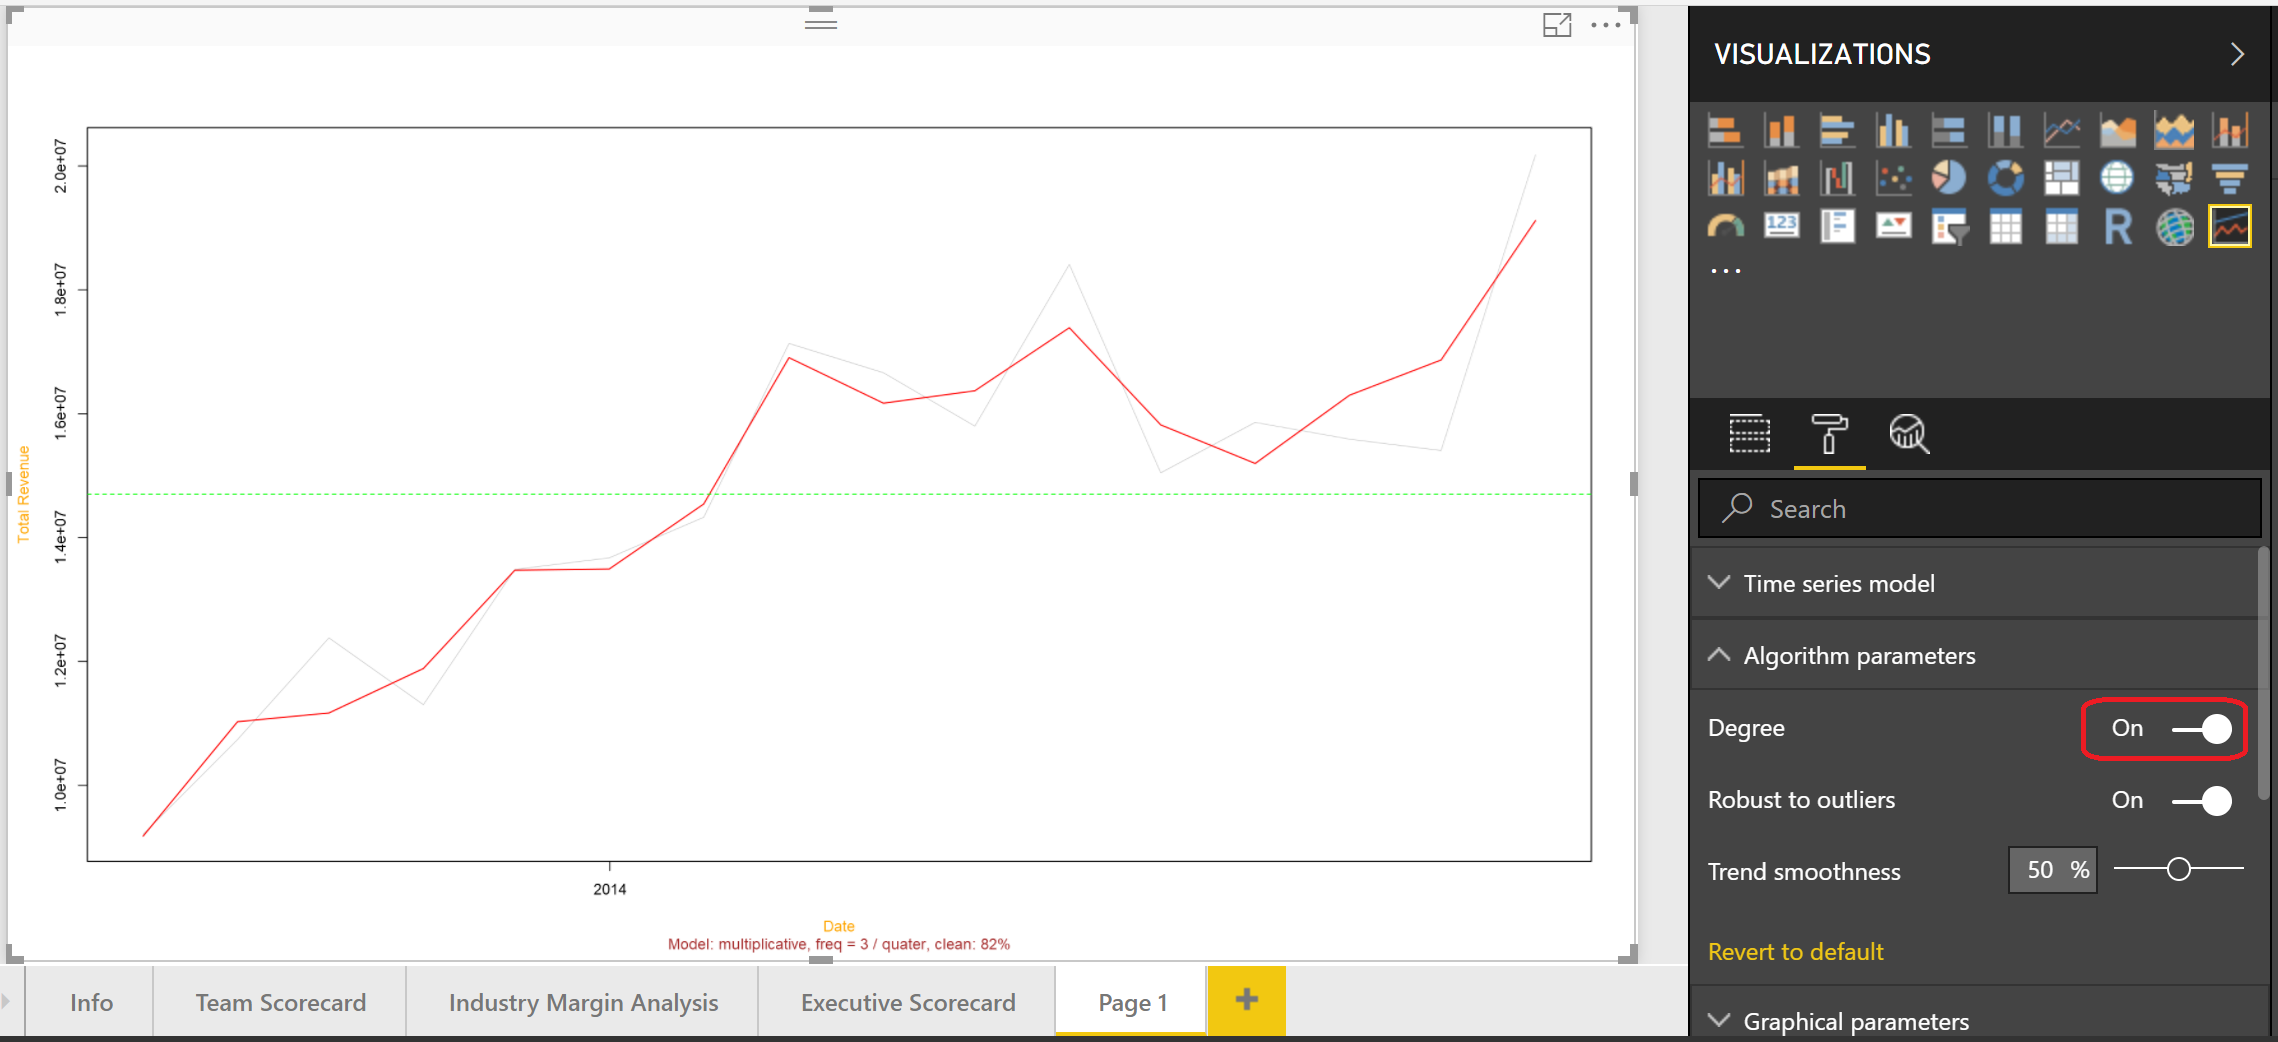 VISUALIZATIONS
2.0e+07
1.8e+07
1.6e+07
1.4e+07
1.2e+07
1.0e+07
Total Revenue
2014
Date
Model: multiplicative, freq = 3 / quater, clean: 82%
123
R
Search
Time series model
Algorithm parameters
Degree On
Robust to outliers On
Trend smoothness 50 %
Revert to default
Graphical parameters
Info Team Scorecard Industry Margin Analysis Executive Scorecard Page 1